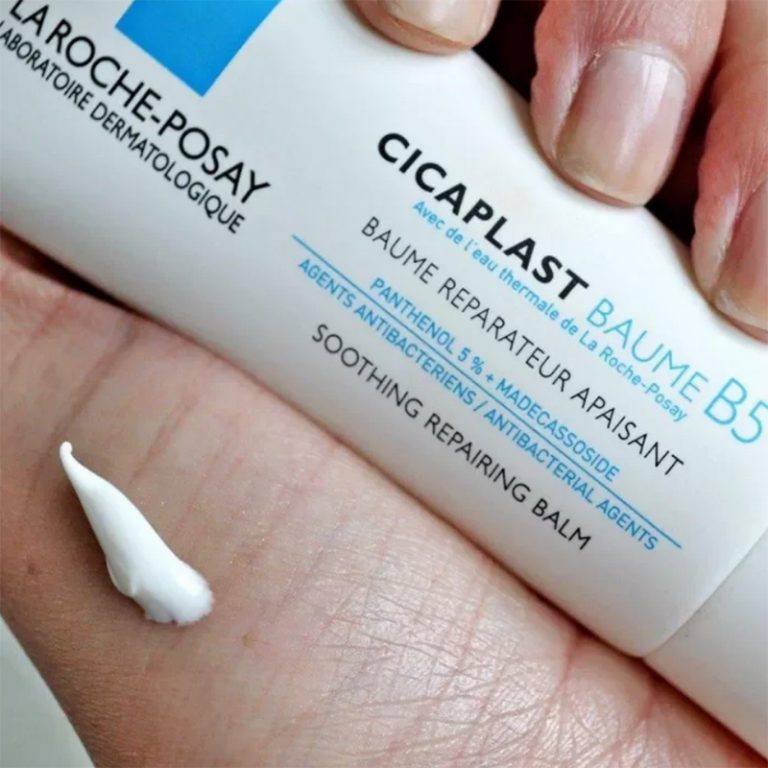 LA ROCHE-POSAY
LABORATOIRE DERMATOLOGIQUE
CICAPLAST BAUME B5
Avec de l'eau thermale de La Roche-Posay
BAUME REPARATEUR APAISANT
PANTHENOL 5 % + MADECASSOSIDE
AGENTS ANTIBACTERIENS / ANTIBACTERIAL AGENTS
SOOTHING REPAIRING BALM